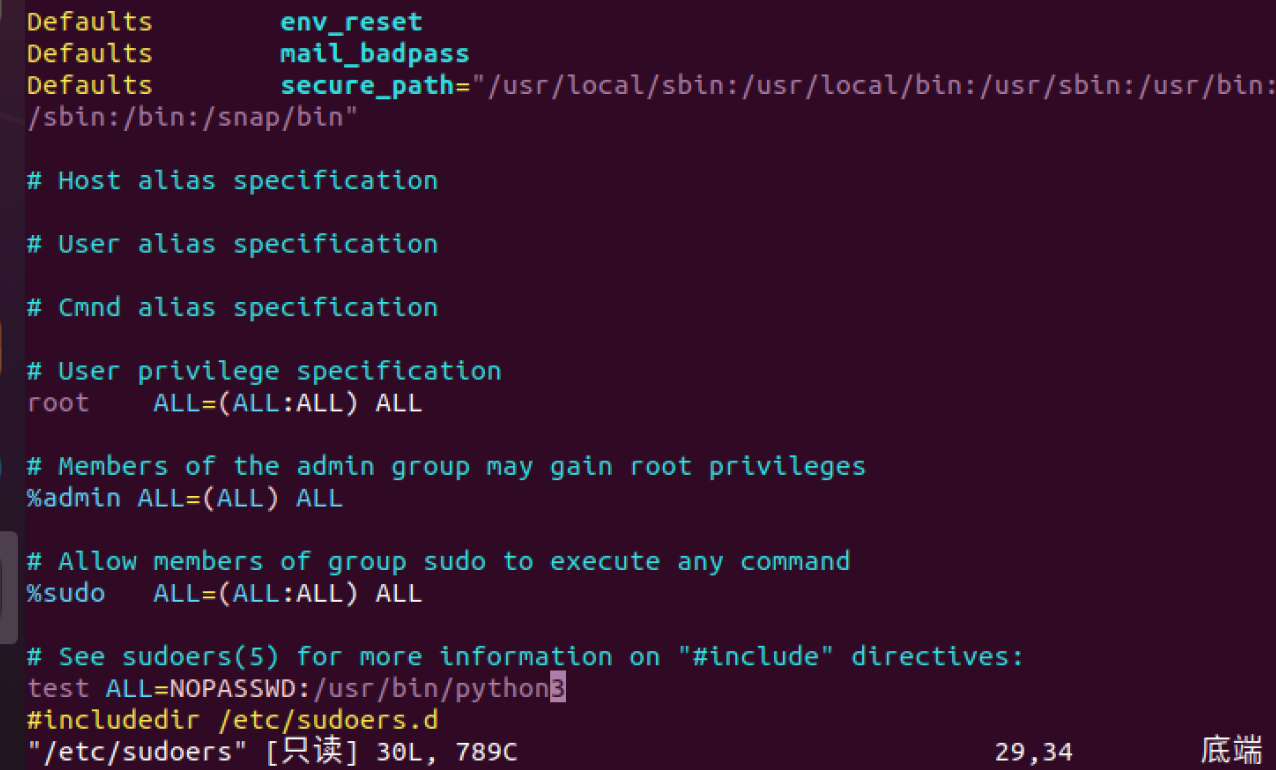 Defaults        env_reset
Defaults        mail_badpass
Defaults        secure_path="/usr/local/sbin:/usr/local/bin:/usr/sbin:/usr/bin:
/sbin:/bin:/snap/bin"
# Host alias specification
# User alias specification
# Cmnd alias specification
# User privilege specification
root    ALL=(ALL:ALL) ALL
# Members of the admin group may gain root privileges
%admin ALL=(ALL) ALL
# Allow members of group sudo to execute any command
%sudo   ALL=(ALL:ALL) ALL
# See sudoers(5) for more information on "#include" directives:
test ALL=NOPASSWD:/usr/bin/python3
#includedir /etc/sudoers.d
"/etc/sudoers" [只读] 30L, 789C                              29,34        底端